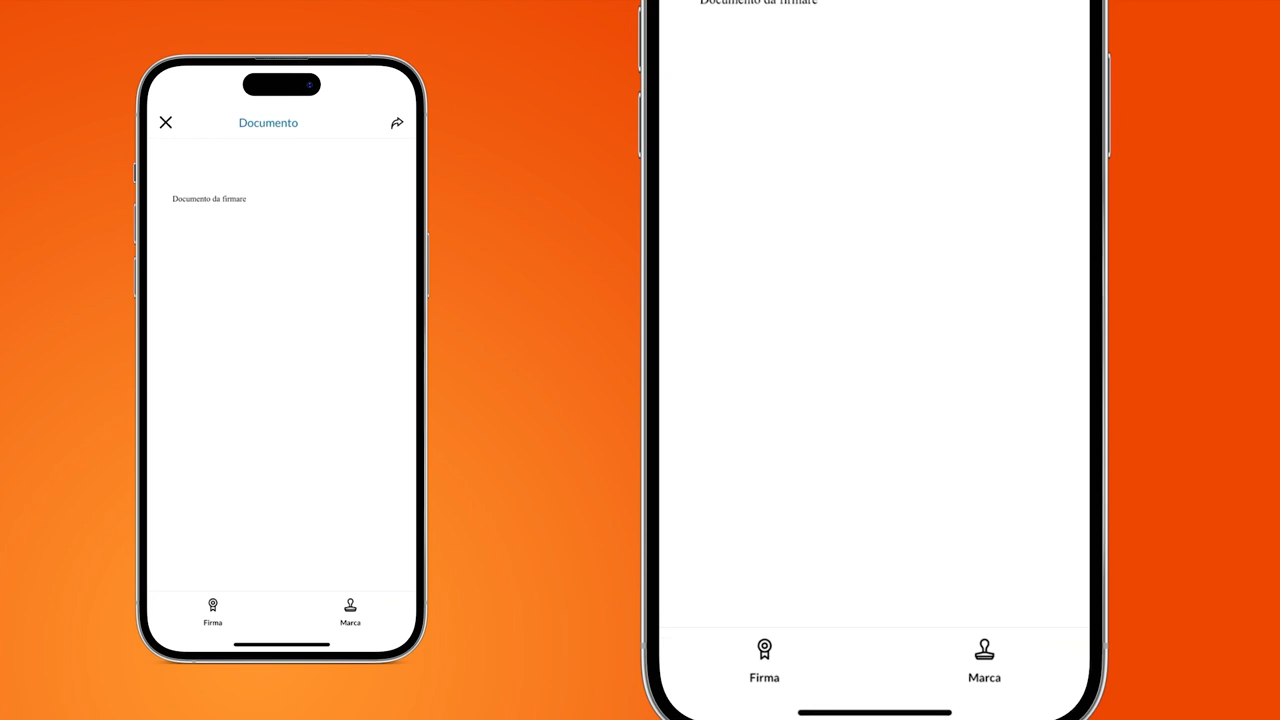 Documento
Documento da firmare
Firma
Marca
Documento da firmare
Firma
Marca